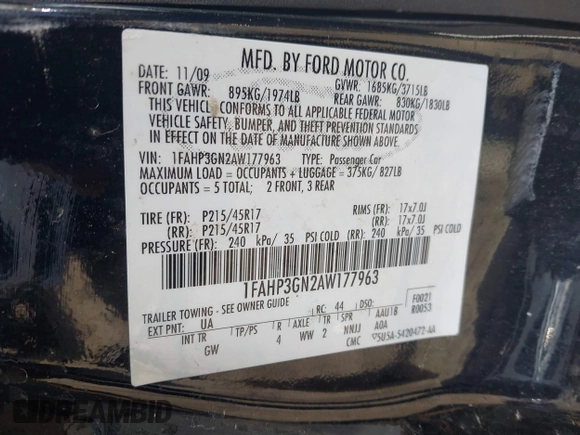 MFD. BY FORD MOTOR CO.
DATE: 11/09 GVWR: 1685KG/3715LB
FRONT GAWR: 895KG/1974LB REAR GAWR: 830KG/1830LB
THIS VEHICLE CONFORMS TO ALL APPLICABLE FEDERAL MOTOR
VEHICLE SAFETY, BUMPER, AND THEFT PREVENTION STANDARDS
IN EFFECT ON THE DATE OF MANUFACTURE SHOWN ABOVE.
VIN: 1FAHP3GN2AW177963 TYPE: Passenger Car
MAXIMUM LOAD = OCCUPANTS + LUGGAGE = 375KG/ 827LB
OCCUPANTS = 5 TOTAL; 2 FRONT, 3 REAR
TIRE (FR): P215/45R17 RIMS (FR): 17x7.0J
(RR): P215/45R17 (RR): 17x7.0J
PRESSURE (FR): 240 kPa/ 35 PSI COLD (RR): 240 kPa/ 35 PSI COLD
1FAHP3GN2AW177963
TRAILER TOWING - SEE OWNER GUIDE
RC: 44 DSO: F0021
EXT PNT: UA R0053
INT TR TP/PS R AXLE TR SPR AAU1B
GW 4 WW 2 NNJJ AOA
CMC 5U5A-5420472-AA
DREAMBID